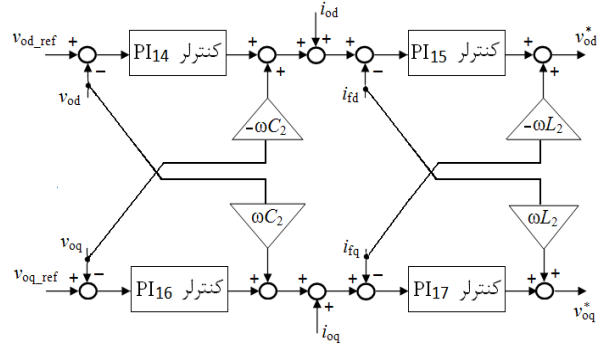 i_od
v_od_ref + − + + + + + − + + v*_od
PI14 کنترلر
PI15 کنترلر
v_od
i_fd
-ωC2
-ωL2
ωC2
ωL2
v_oq
i_fq
v_oq_ref + − + + + + + − + + v*_oq
PI16 کنترلر
PI17 کنترلر
i_oq